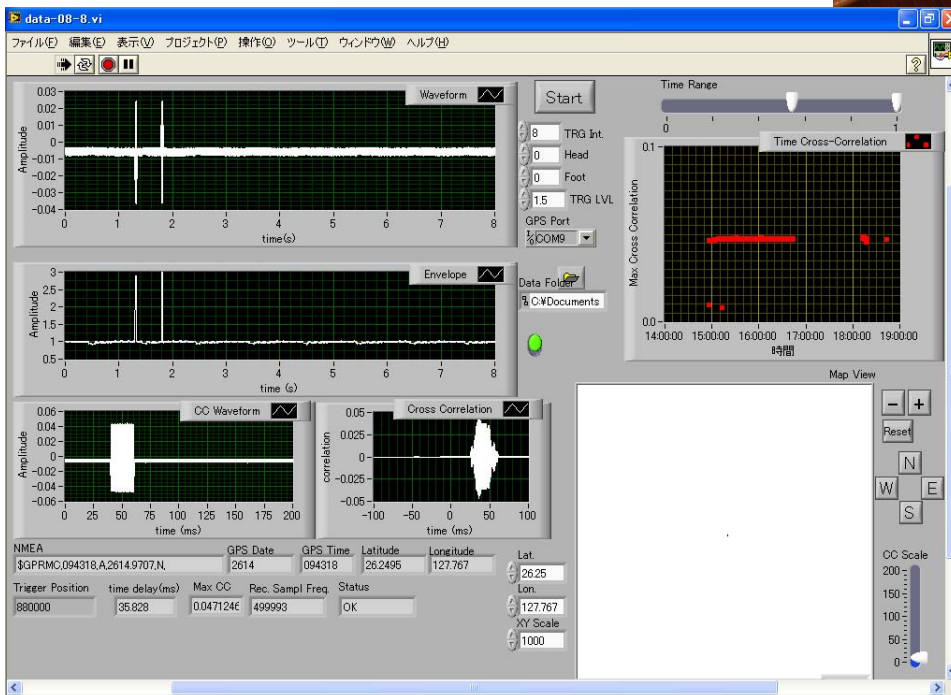 data-08-8.vi
ファイル(F) 編集(E) 表示(V) プロジェクト(P) 操作(O) ツール(T) ウィンドウ(W) ヘルプ(H)
Waveform
Amplitude
0.03
0.02
0.01
0
-0.01
-0.02
-0.03
-0.04
0 1 2 3 4 5 6 7 8
time(s)
Start
8 TRG Int.
0 Head
0 Foot
1.5 TRG LVL
GPS Port
COM9
Data Folder
C:¥Documents
Envelope
Amplitude
3
2.5
2
1.5
1
0.5
0 1 2 3 4 5 6 7 8
time (s)
Time Range
0 1
Time Cross-Correlation
Max Cross Correlation
0.1
0.0
14:00:00 15:00:00 16:00:00 17:00:00 18:00:00 19:00:00
時間
CC Waveform
Amplitude
0.06
0.04
0.02
0
-0.02
-0.04
-0.06
0 25 50 75 100 125 150 175 200
time (ms)
Cross Correlation
correlation
0.05
0.025
0
-0.025
-0.05
-100 -50 0 50 100
time (ms)
Map View
- +
Reset
N
W E
S
CC Scale
200
150
100
50
0
NMEA GPS Date GPS Time Latitude Longitude
$GPRMC,094318,A,2614.9707,N, 2614 094318 26.2495 127.767
Trigger Position time delay(ms) Max CC Rec. Sampl Freq. Status
880000 35.828 0.0471246 499993 OK
Lat.
26.25
Lon.
127.767
XY Scale
1000